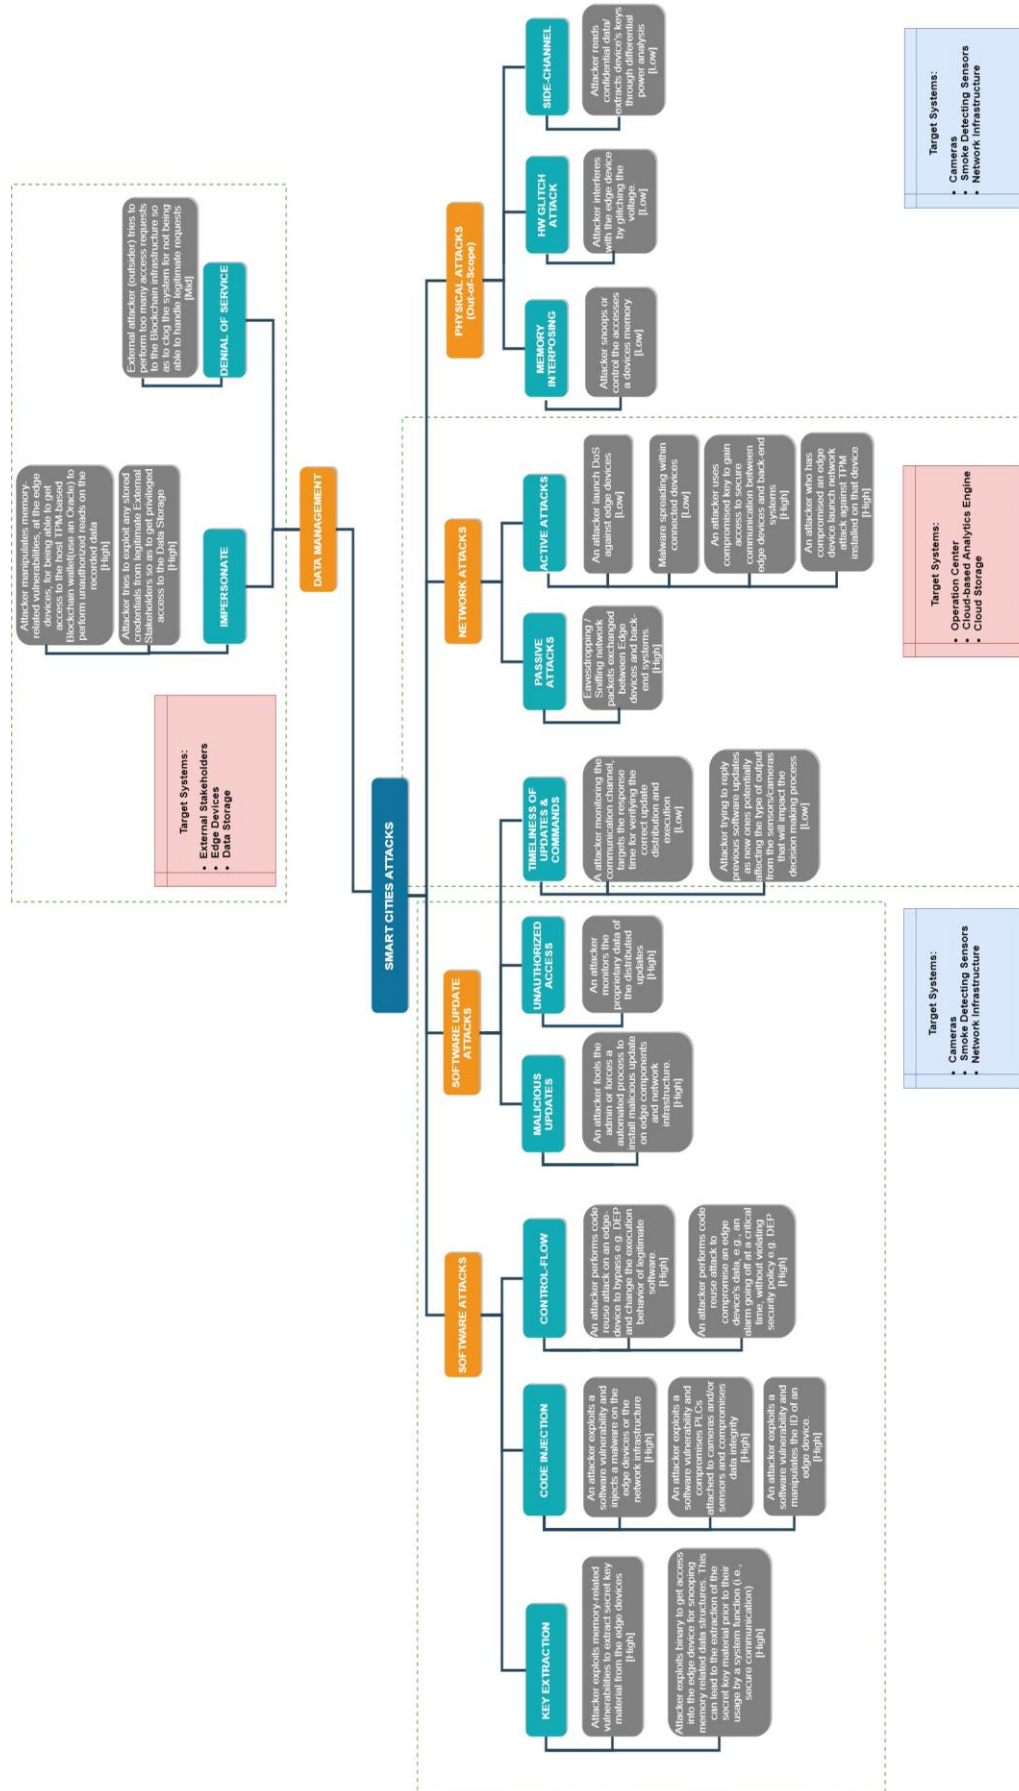 External attacker (outsider) tries to
perform too many access requests
to the Blockchain infrastructure so
as to clog the system for not being
able to handle legitimate requests
[Mid]
DENIAL OF SERVICE
Attacker manipulates memory-
related vulnerabilities, at the edge
devices, for being able to get
access to the host TPM-based
Blockchain wallet(use an Oracle) to
perform unauthorized reads on the
recorded data
[High]
Attacker tries to exploit any stored
credentials from legitimate External
Stakeholders so as to get privileged
access to the Data Storage
[High]
IMPERSONATE
DATA MANAGEMENT
Target Systems:
• External Stakeholders
• Edge Devices
• Data Storage
SMART CITIES ATTACKS
SOFTWARE ATTACKS
KEY EXTRACTION
Attacker exploits memory-related
vulnerabilities to extract secret key
material from the edge devices
[High]
Attacker exploits binary to get access
into the edge device for snooping
memory related data structures. This
can lead to the extraction of the
secret key material prior to their
usage by a system function (i.e.,
secure communication)
[High]
CODE INJECTION
An attacker exploits a
software vulnerability and
injects a malware on the
edge devices or the
network infrastructure
[High]
An attacker exploits a
software vulnerability and
compromises PLCs
attached to cameras and/or
sensors and compromises
data integrity
[High]
An attacker exploits a
software vulnerability and
manipulates the ID of an
edge device.
[High]
CONTROL-FLOW
An attacker performs code
reuse attack on an edge-
device to bypass e.g. DEP
and change the execution
behavior of legitimate
software.
[High]
An attacker performs code
reuse attack to
compromise an edge
device's data, e.g., an
alarm going off at a critical
time, without violating
security policy e.g. DEP
[High]
SOFTWARE UPDATE
ATTACKS
MALICIOUS
UPDATES
An attacker fools the
admin or forces a
automated process to
install malicious update
on edge components
and network
infrastructure.
[High]
UNAUTHORIZED
ACCESS
An attacker
monitors the
proprietary data of
the distributed
updates
[High]
TIMELINESS OF
UPDATES &
COMMANDS
A attacker monitoring the
communication channel,
targets the response
time for verifying the
correct update
distribution and
execution
[Low]
Attacker trying to reply
previous software updates
as new ones potentially
affecting the type of output
from the sensors/cameras
that will impact the
decision making process
[Low]
NETWORK ATTACKS
PASSIVE
ATTACKS
Eavesdropping /
Sniffing network
packets exchanged
between Edge
devices and back-
end systems.
[High]
ACTIVE ATTACKS
An attacker launch DoS
against edge devices
[Low]
Malware spreading within
connected devices
[Low]
An attacker uses
compromised key to gain
access to secure
communication between
edge devices and back-end
systems
[High]
An attacker who has
compromised an edge
device launch network
attack against TPM
installed on that device
[High]
PHYSICAL ATTACKS
(Out-of-Scope)
MEMORY
INTERPOSING
Attacker snoops or
control the accesses
a devices memory.
[Low]
HW GLITCH
ATTACK
Attacker interferes
with the edge device
by glitching the
voltage.
[Low]
SIDE-CHANNEL
Attacker reads
confidential data/
extracts device's keys
through differential
power analysis
[Low]
Target Systems:
• Cameras
• Smoke Detecting Sensors
• Network Infrastructure
Target Systems:
• Operation Center
• Cloud-based Analytics Engine
• Cloud Storage
Target Systems:
• Cameras
• Smoke Detecting Sensors
• Network Infrastructure